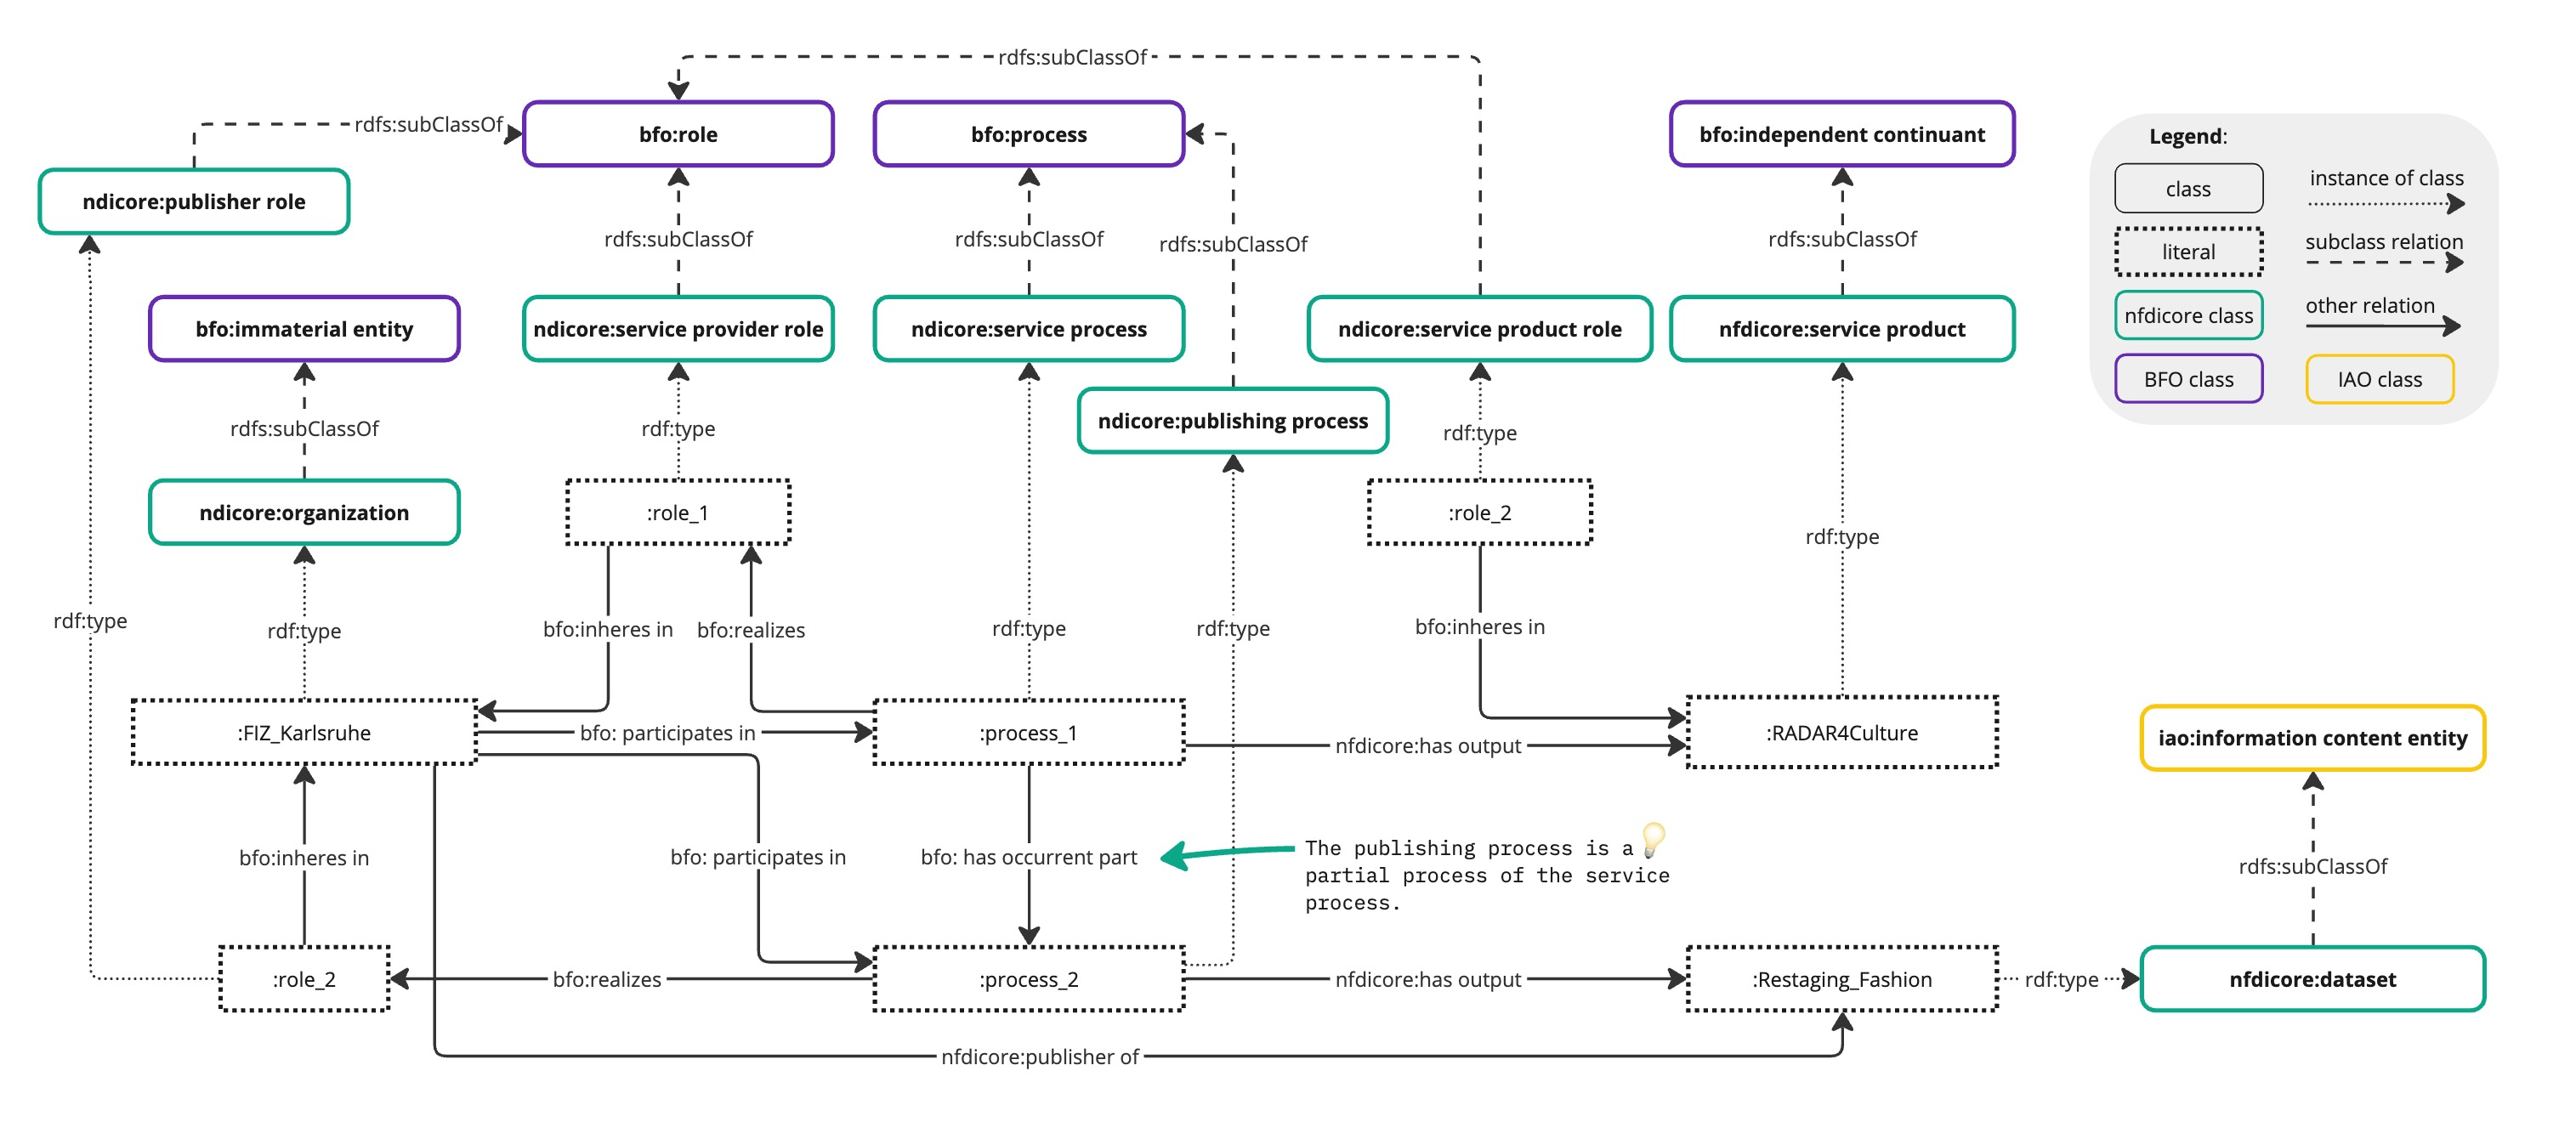 rdfs:subClassOf
rdfs:subClassOf
bfo:role
bfo:process
bfo:independent continuant
Legend:
class
instance of class
literal
subclass relation
nfdicore class
other relation
BFO class
IAO class
ndicore:publisher role
rdfs:subClassOf
rdfs:subClassOf
rdfs:subClassOf
rdfs:subClassOf
bfo:immaterial entity
ndicore:service provider role
ndicore:service process
ndicore:service product role
nfdicore:service product
rdfs:subClassOf
rdf:type
ndicore:publishing process
rdf:type
ndicore:organization
:role_1
:role_2
rdf:type
rdf:type
rdf:type
bfo:inheres in
bfo:realizes
rdf:type
rdf:type
bfo:inheres in
:FIZ_Karlsruhe
bfo: participates in
:process_1
nfdicore:has output
:RADAR4Culture
iao:information content entity
bfo:inheres in
bfo: participates in
bfo: has occurrent part
The publishing process is a
partial process of the service
process.
rdfs:subClassOf
:role_2
bfo:realizes
:process_2
nfdicore:has output
:Restaging_Fashion
rdf:type
nfdicore:dataset
nfdicore:publisher of